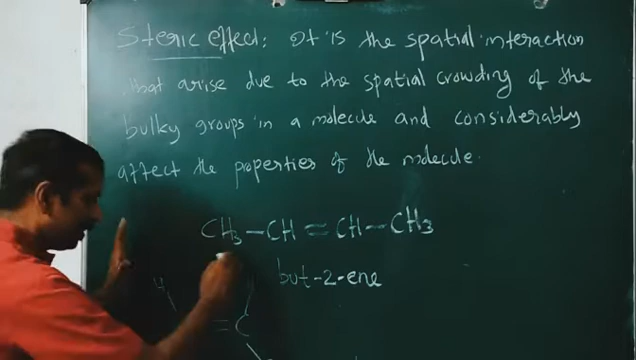 Steric effect: It is the spatial interaction
that arise due to the spatial crowding of the
bulky groups in a molecule and considerably
affect the properties of the molecule.
CH3-CH=CH-CH3
but-2-ene
H
=C